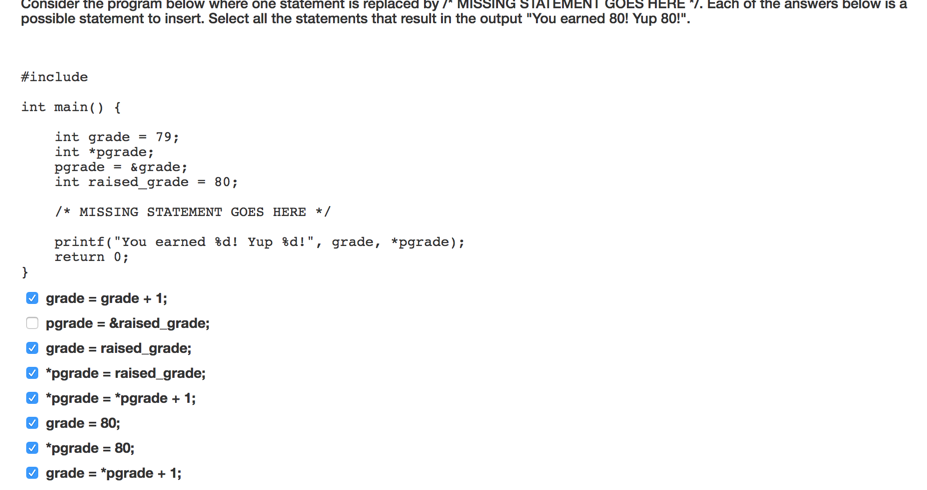 Consider the program below where one statement is replaced by /* MISSING STATEMENT GOES HERE */. Each of the answers below is a
possible statement to insert. Select all the statements that result in the output "You earned 80! Yup 80!".
#include
int main() {
int grade = 79;
int *pgrade;
pgrade = &grade;
int raised_grade = 80;
/* MISSING STATEMENT GOES HERE */
printf("You earned %d! Yup %d!", grade, *pgrade);
return 0;
}
grade = grade + 1;
pgrade = &raised_grade;
grade = raised_grade;
*pgrade = raised_grade;
*pgrade = *pgrade + 1;
grade = 80;
*pgrade = 80;
grade = *pgrade + 1;